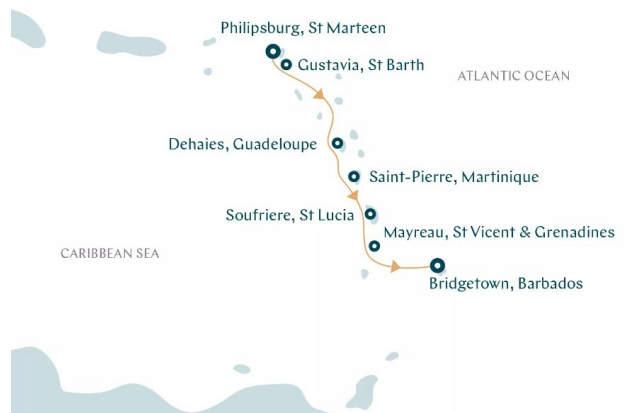 Philipsburg, St Marteen
Gustavia, St Barth
ATLANTIC OCEAN
Dehaies, Guadeloupe
Saint-Pierre, Martinique
Soufriere, St Lucia
Mayreau, St Vicent & Grenadines
CARIBBEAN SEA
Bridgetown, Barbados